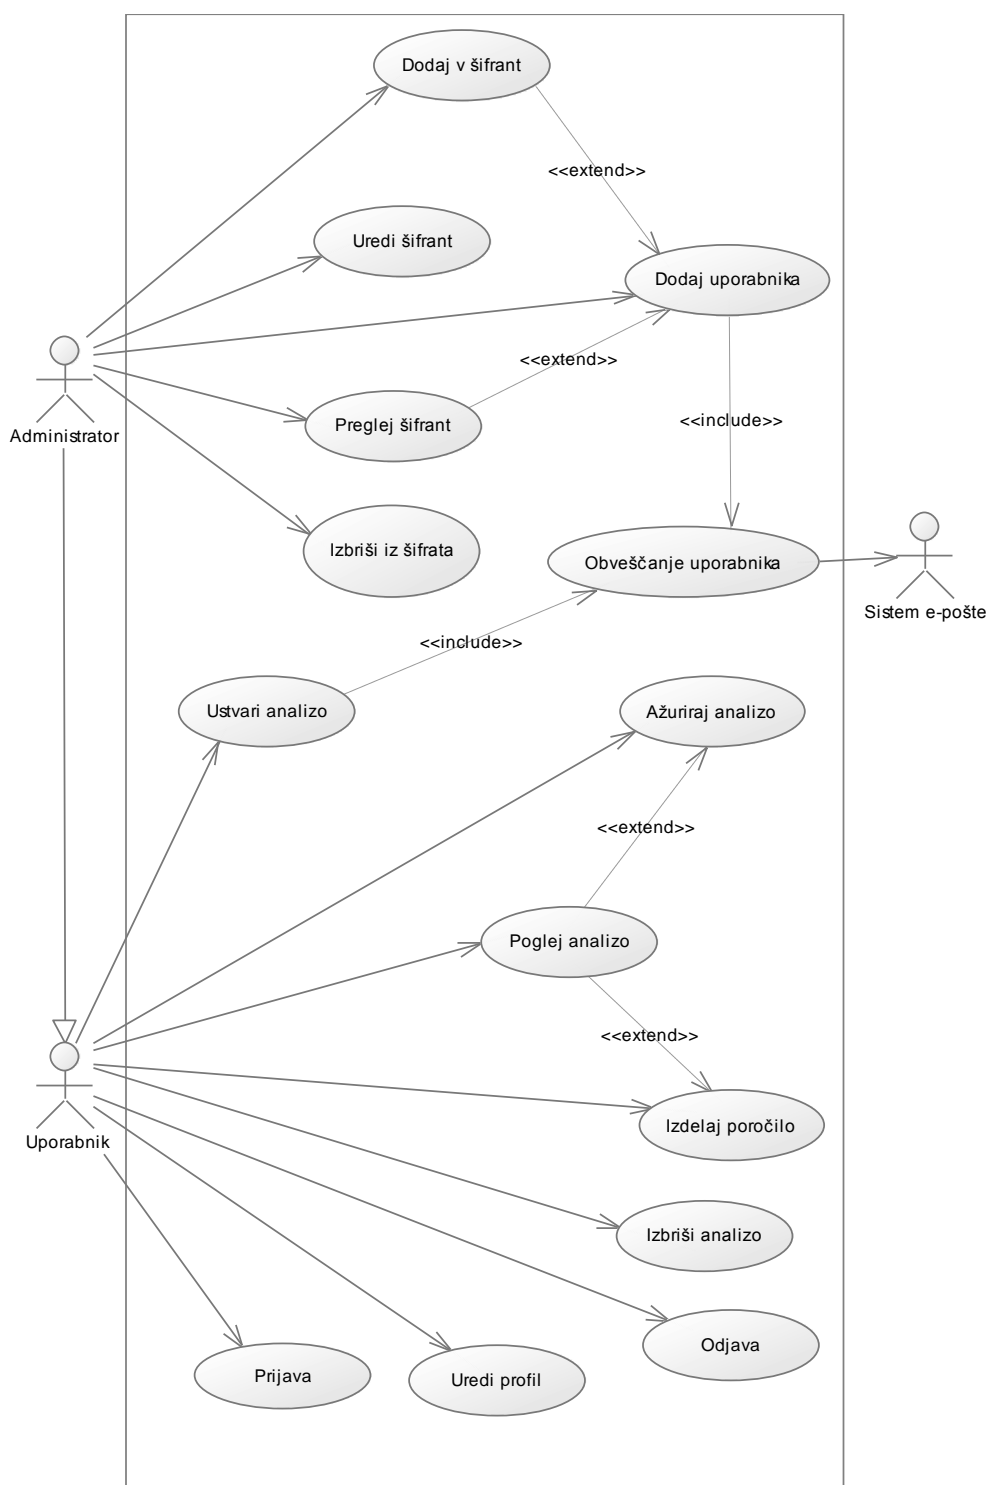 Dodaj v šifrant
<<extend>>
Uredi šifrant
Dodaj uporabnika
<<extend>>
Preglej šifrant
<<include>>
Administrator
Izbriši iz šifrata
Obveščanje uporabnika
Sistem e-pošte
<<include>>
Ustvari analizo
Ažuriraj analizo
<<extend>>
Poglej analizo
<<extend>>
Izdelaj poročilo
Uporabnik
Izbriši analizo
Odjava
Prijava
Uredi profil